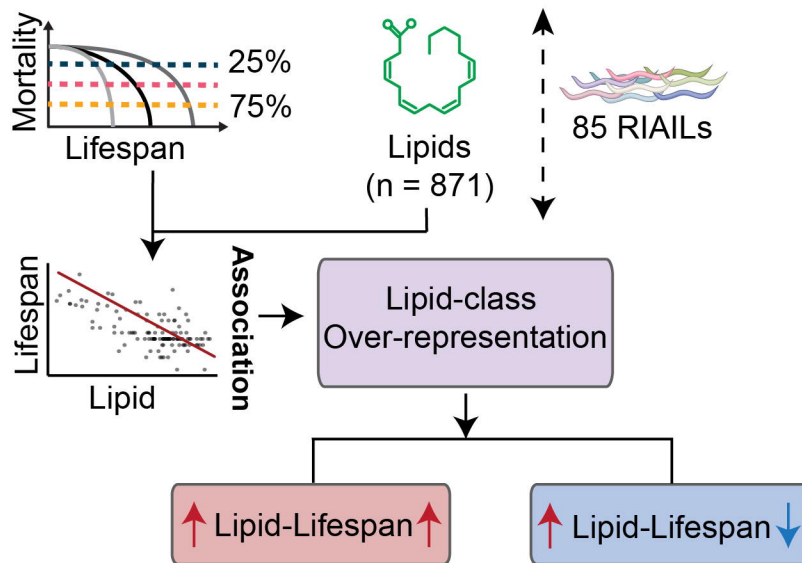 Mortality
25%
75%
Lifespan
Lipids
(n = 871)
85 RIAILs
Lifespan
Lipid
Association
Lipid-class
Over-representation
Lipid-Lifespan
Lipid-Lifespan